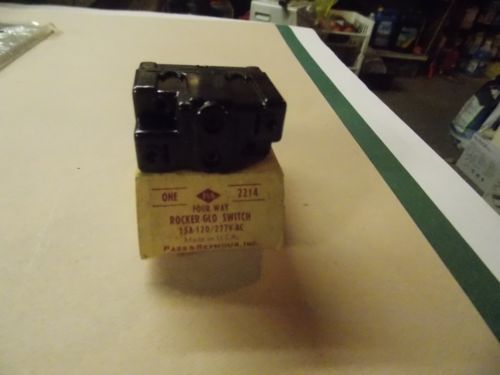 ONE P&S 2214
FOUR WAY
ROCKER-GLO SWITCH
15A-120/277V-AC
Made in U.S.A.
PASS & SEYMOUR, INC.